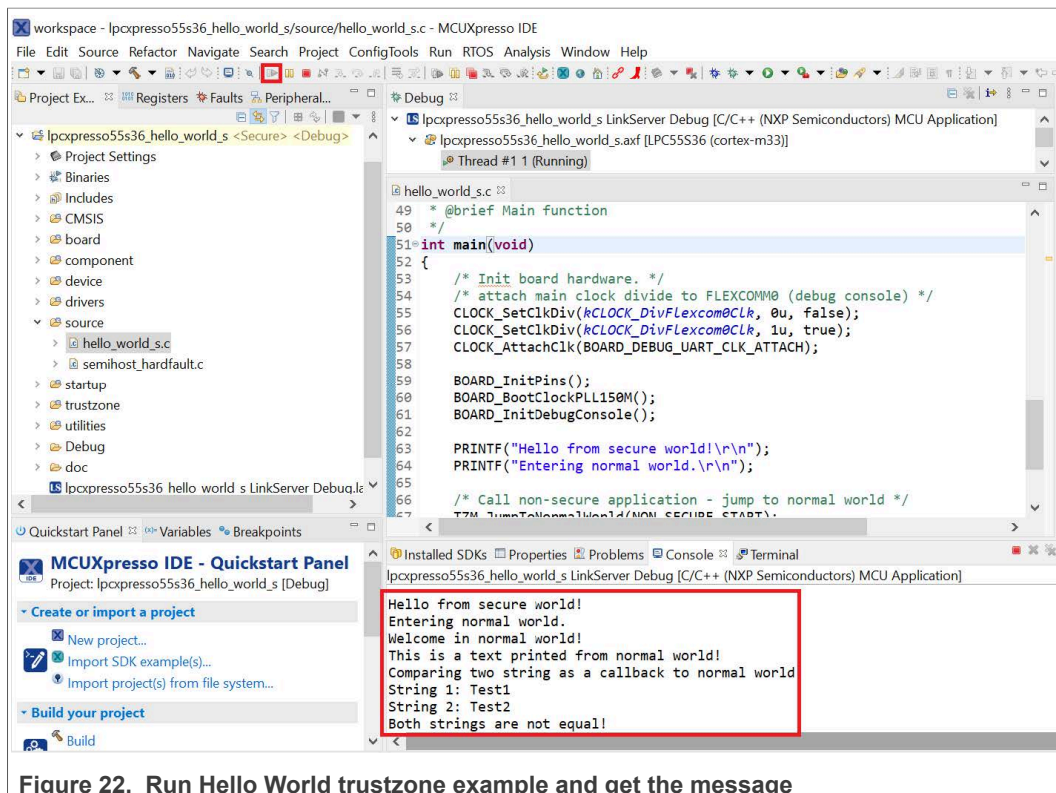 workspace - lpcxpresso55s36_hello_world_s/source/hello_world_s.c - MCUXpresso IDE
File Edit Source Refactor Navigate Search Project ConfigTools Run RTOS Analysis Window Help
Project Ex... Registers Faults Peripheral...
lpcxpresso55s36_hello_world_s <Secure> <Debug>
Project Settings
Binaries
Includes
CMSIS
board
component
device
drivers
source
hello_world_s.c
semihost_hardfault.c
startup
trustzone
utilities
Debug
doc
lpcxpresso55s36_hello_world_s LinkServer Debug.la
Debug
lpcxpresso55s36_hello_world_s LinkServer Debug [C/C++ (NXP Semiconductors) MCU Application]
lpcxpresso55s36_hello_world_s.axf [LPC55S36 (cortex-m33)]
Thread #1 1 (Running)
hello_world_s.c
49 * @brief Main function
50 */
51 int main(void)
52 {
53 /* Init board hardware. */
54 /* attach main clock divide to FLEXCOMM0 (debug console) */
55 CLOCK_SetClkDiv(kCLOCK_DivFlexcom0Clk, 0u, false);
56 CLOCK_SetClkDiv(kCLOCK_DivFlexcom0Clk, 1u, true);
57 CLOCK_AttachClk(BOARD_DEBUG_UART_CLK_ATTACH);
58
59 BOARD_InitPins();
60 BOARD_BootClockPLL150M();
61 BOARD_InitDebugConsole();
62
63 PRINTF("Hello from secure world!\r\n");
64 PRINTF("Entering normal world.\r\n");
65
66 /* Call non-secure application - jump to normal world */
67 TZM_JumpToNormalWorld(NON_SECURE_START);
Quickstart Panel Variables Breakpoints
IDE
MCUXpresso IDE - Quickstart Panel
Project: lpcxpresso55s36_hello_world_s [Debug]
Create or import a project
New project...
Import SDK example(s)...
Import project(s) from file system...
Build your project
Build
Installed SDKs Properties Problems Console Terminal
lpcxpresso55s36_hello_world_s LinkServer Debug [C/C++ (NXP Semiconductors) MCU Application]
Hello from secure world!
Entering normal world.
Welcome in normal world!
This is a text printed from normal world!
Comparing two string as a callback to normal world
String 1: Test1
String 2: Test2
Both strings are not equal!
Figure 22. Run Hello World trustzone example and get the message